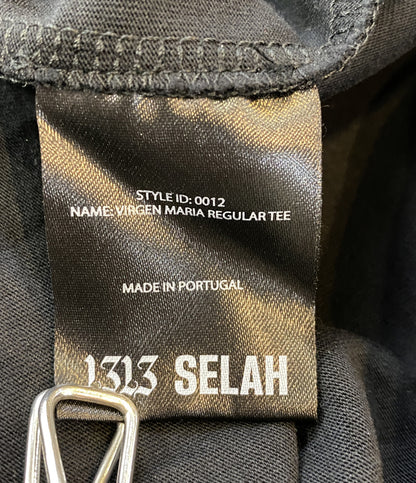 STYLE ID: 0012
NAME: VIRGEN MARIA REGULAR TEE
MADE IN PORTUGAL
1313 SELAH